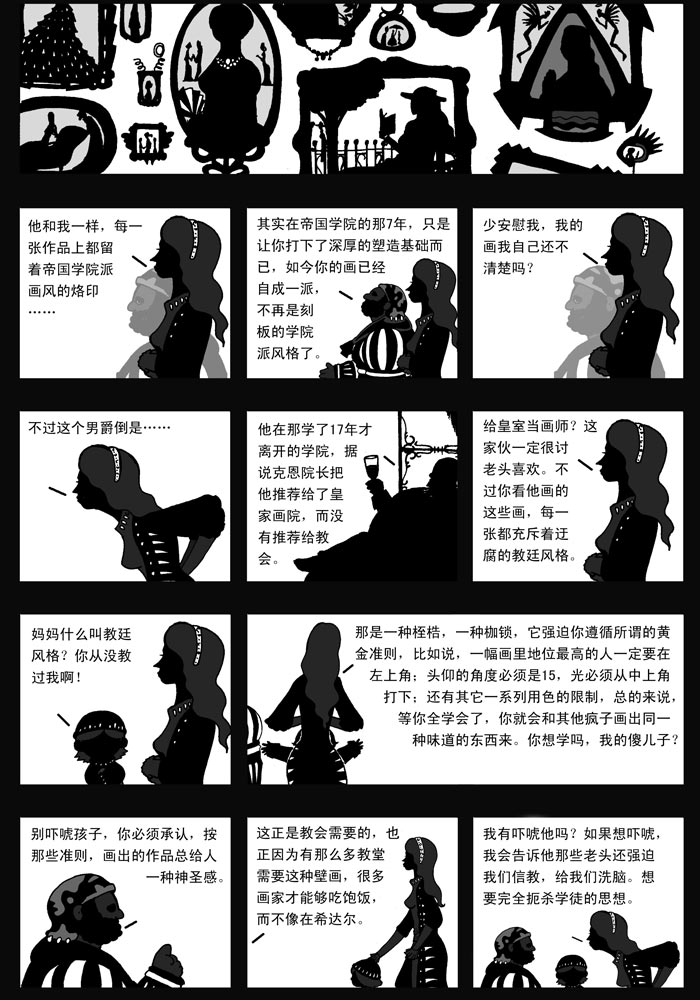 他和我一样，每一
张作品上都留
着帝国学院派
画风的烙印
……
其实在帝国学院的那7年，只是
让你打下了深厚的塑造基础而
已，如今你的画已经
自成一派，
不再是刻
板的学院
派风格了。
少安慰我，我的
画我自己还不
清楚吗？
不过这个男爵倒是……
他在那学了17年才
离开的学院，据
说克恩院长把
他推荐给了皇
家画院，而没
有推荐给教
会。
给皇室当画师？这
家伙一定很讨
老头喜欢。不
过你看他画的
这些画，每一
张都充斥着迂
腐的教廷风格。
妈妈什么叫教廷
风格？你从没教
过我啊！
那是一种桎梏，一种枷锁，它强迫你遵循所谓的黄
金准则，比如说，一幅画里地位最高的人一定要在
左上角；头仰的角度必须是15，光必须从中上角
打下；还有其它一系列用色的限制，总的来说，
等你全学会了，你就会和其他疯子画出同一
种味道的东西来。你想学吗，我的傻儿子？
别吓唬孩子，你必须承认，按
那些准则，画出的作品总给人
一种神圣感。
这正是教会需要的，也
正因为有那么多教堂
需要这种壁画，很多
画家才能够吃饱饭，
而不像在希达尔。
我有吓唬他吗？如果想吓唬，
我会告诉他那些老头还强迫
我们信教，给我们洗脑。想
要完全扼杀学徒的思想。